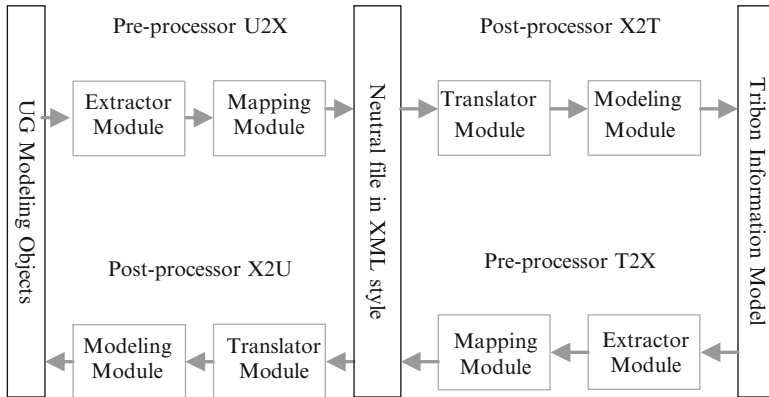 Pre-processor U2X
Post-processor X2T
UG Modeling Objects
Extractor
Module
Mapping
Module
Neutral file in XML style
Translator
Module
Modeling
Module
Tribon Information Model
Post-processor X2U
Pre-processor T2X
Modeling
Module
Translator
Module
Mapping
Module
Extractor
Module